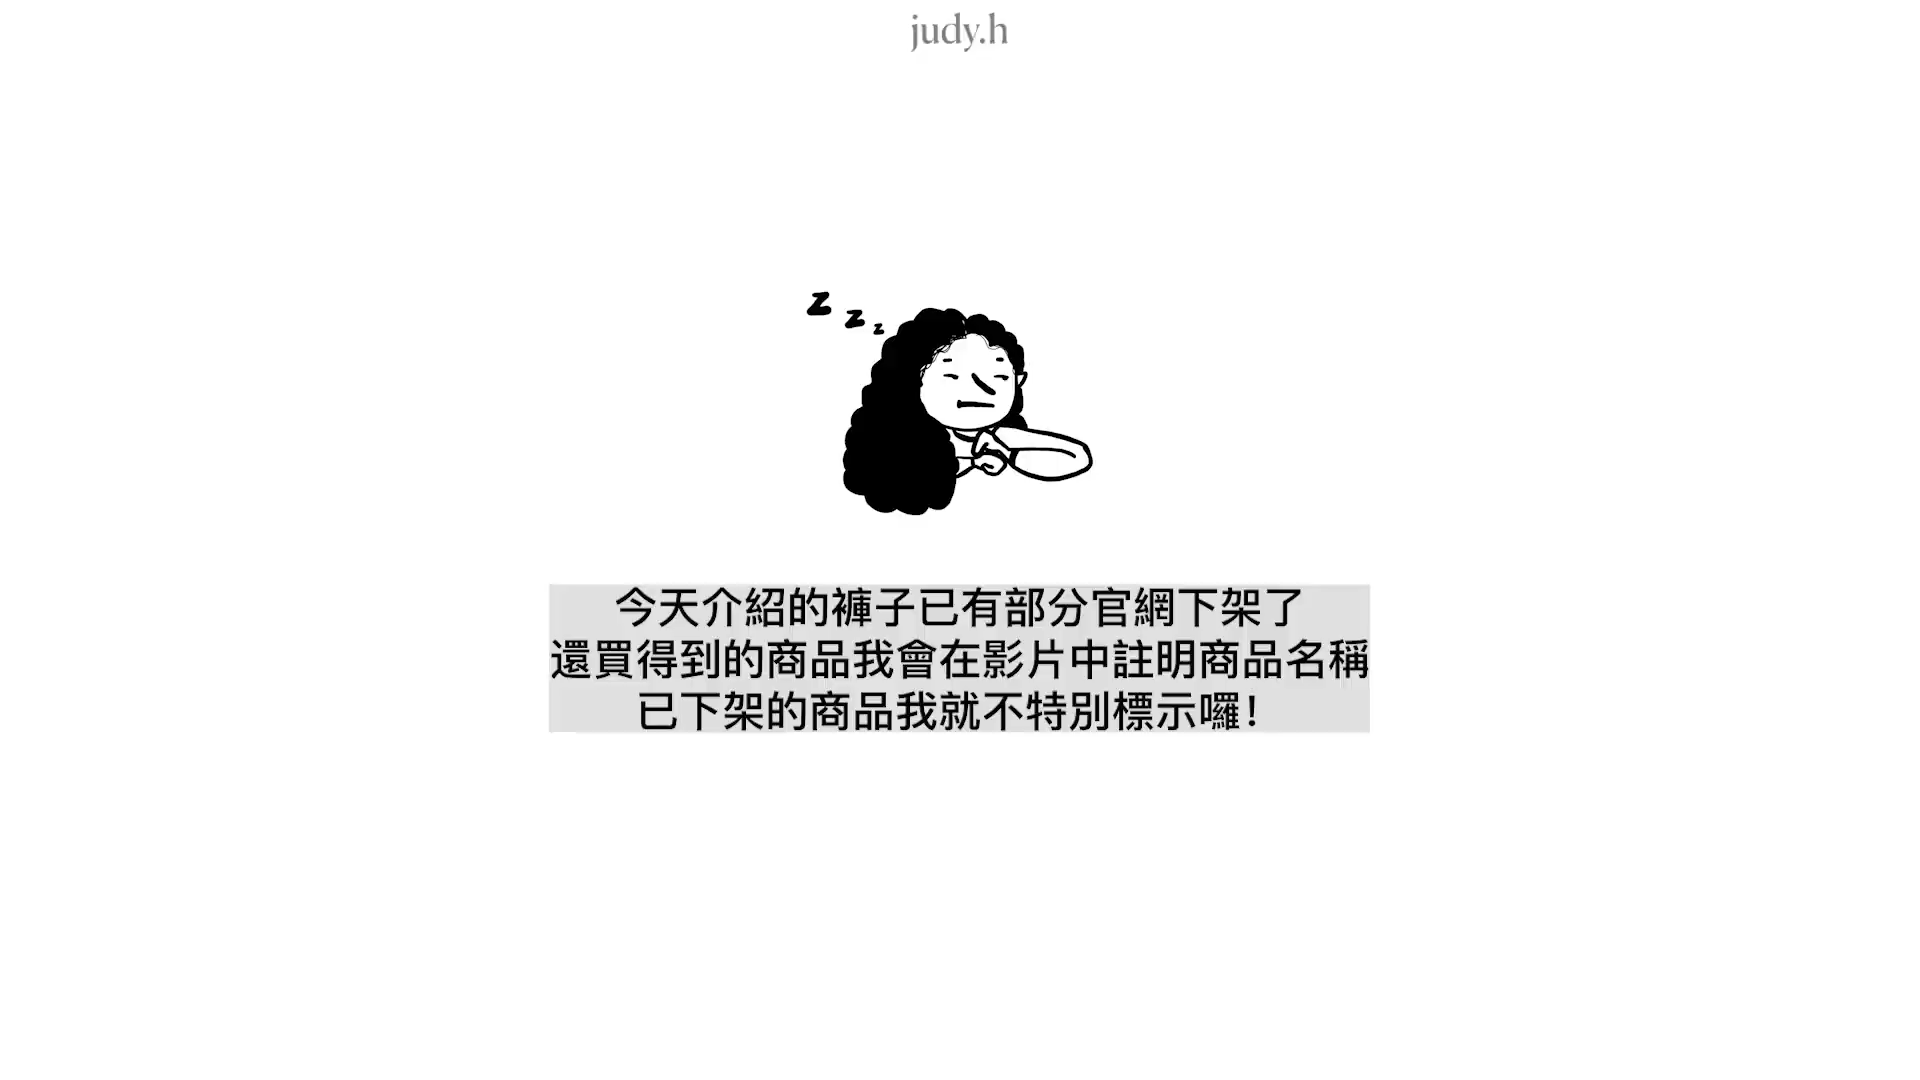 judy.h
z z z
今天介紹的褲子已有部分官網下架了
還買得到的商品我會在影片中註明商品名稱
已下架的商品我就不特別標示囉！